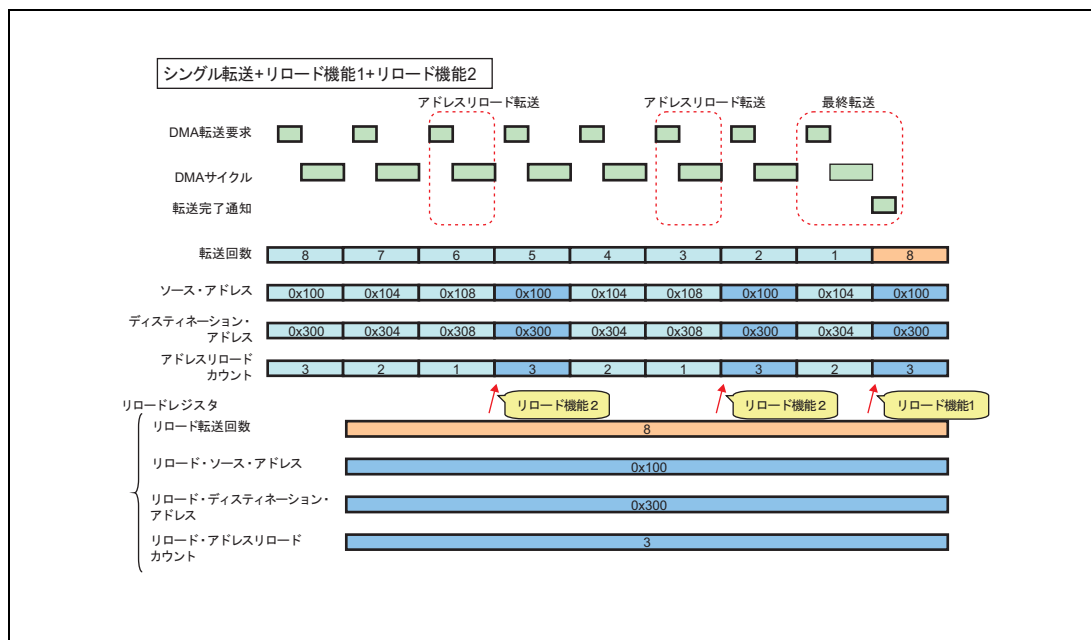 シングル転送+リロード機能1+リロード機能2
アドレスリロード転送 アドレスリロード転送 最終転送
DMA転送要求
DMAサイクル
転送完了通知
転送回数 8 7 6 5 4 3 2 1 8
ソース・アドレス 0x100 0x104 0x108 0x100 0x104 0x108 0x100 0x104 0x100
ディスティネーション・
アドレス 0x300 0x304 0x308 0x300 0x304 0x308 0x300 0x304 0x300
アドレスリロード
カウント 3 2 1 3 2 1 3 2 3
リロード機能2 リロード機能2 リロード機能1
リロードレジスタ
リロード転送回数 8
リロード・ソース・アドレス 0x100
リロード・ディスティネーション・
アドレス 0x300
リロード・アドレスリロード
カウント 3